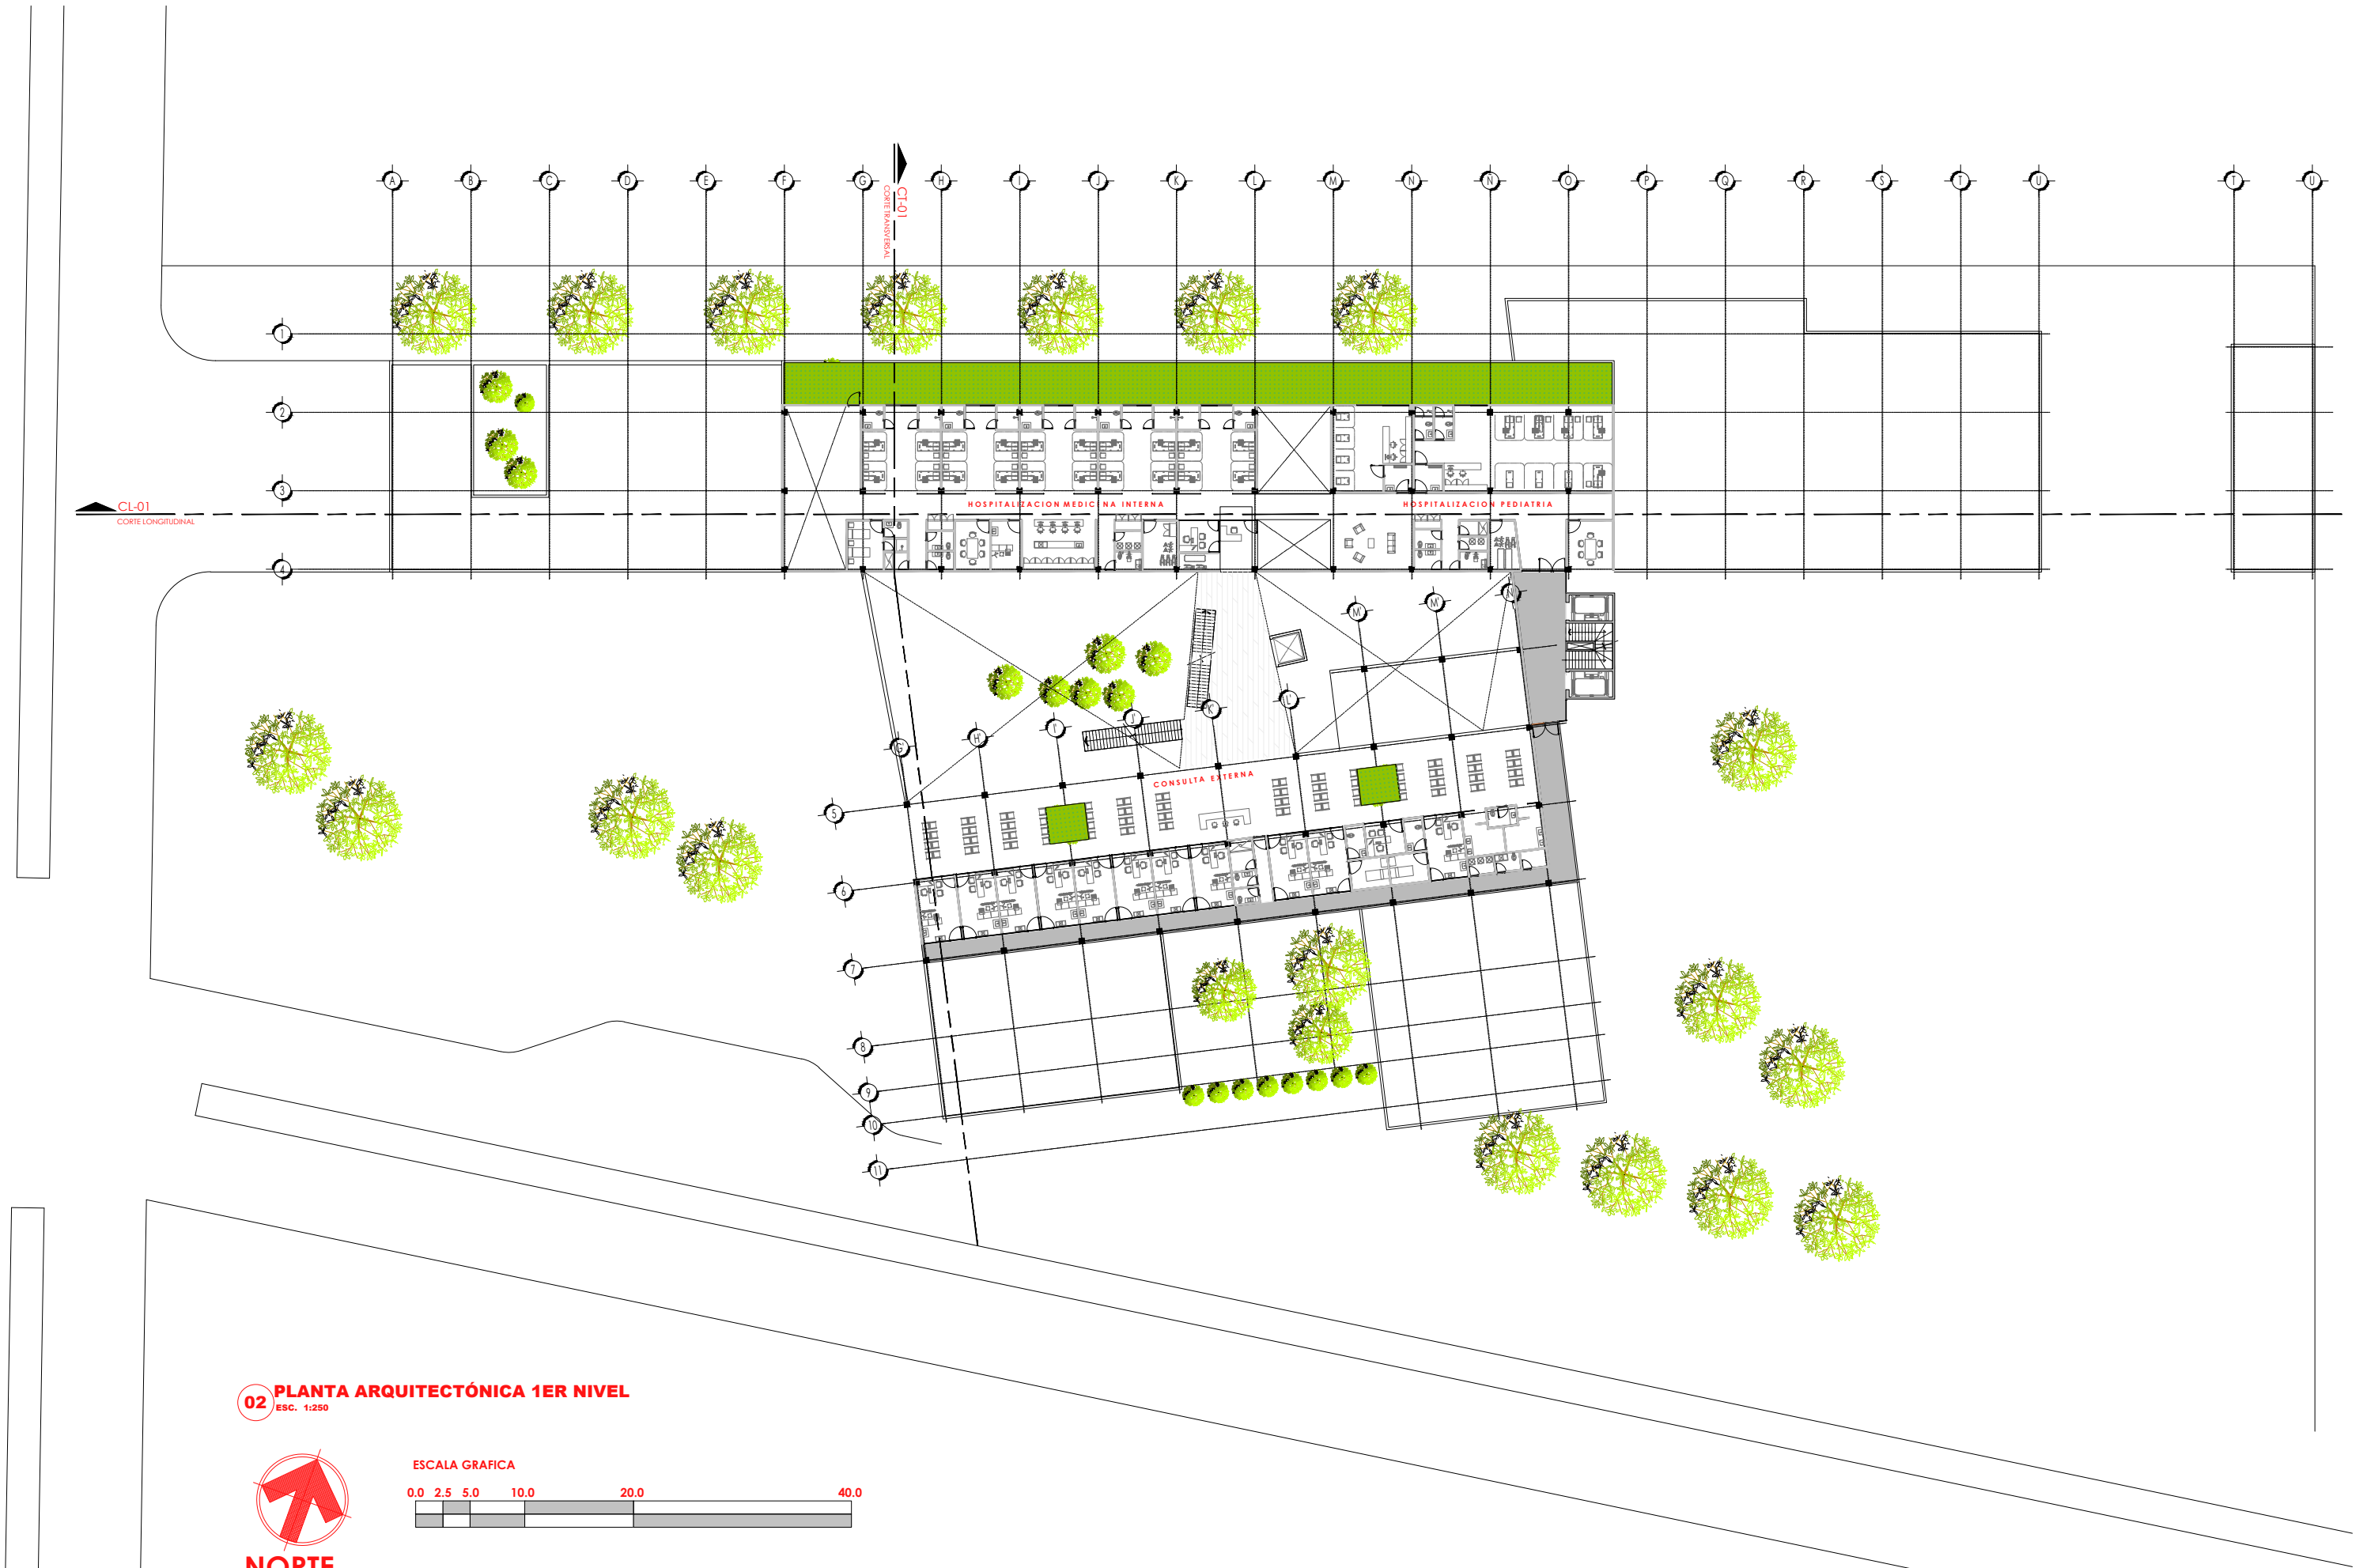 A B C D E F G H I J K L M N N O P Q R S T U T U
CT-01
CORTE TRANSVERSAL
1
2
3
CL-01
CORTE LONGITUDINAL
HOSPITALIZACION MEDICINA INTERNA
HOSPITALIZACION PEDIATRIA
4
M' M' N'
G' H' I' J' K' L'
CONSULTA EXTERNA
5
6
7
8
9
10
11
02
PLANTA ARQUITECTÓNICA 1ER NIVEL
ESC. 1:250
ESCALA GRAFICA
0.0 2.5 5.0 10.0 20.0 40.0
NORTE